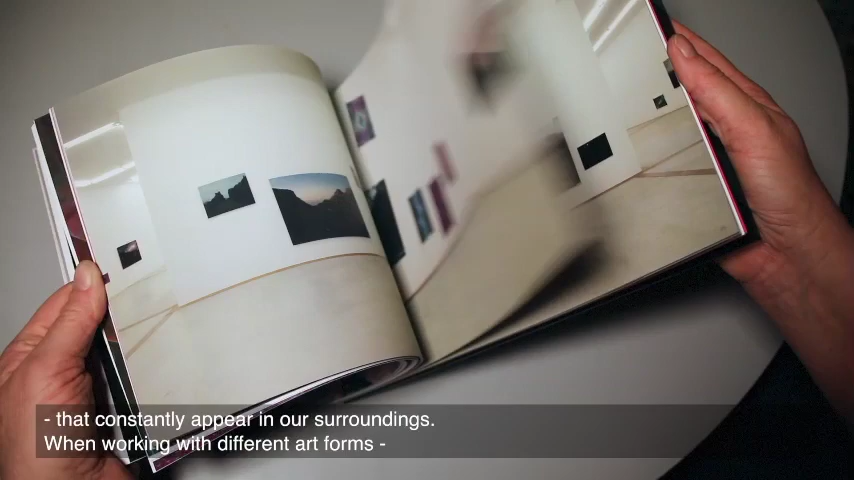 - that constantly appear in our surroundings.
When working with different art forms -